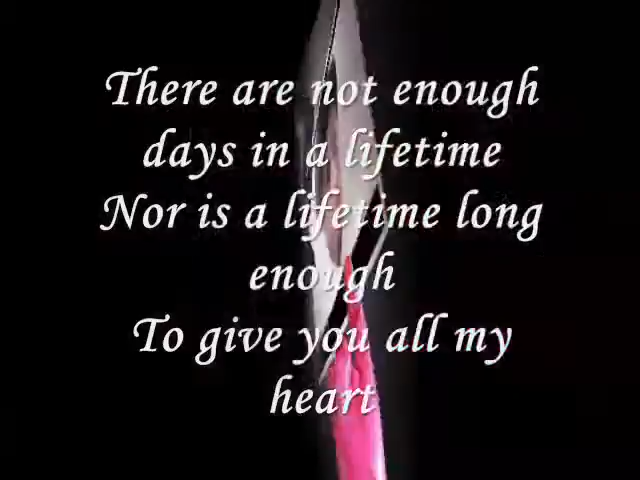 There are not enough
days in a lifetime
Nor is a lifetime long
enough
To give you all my
heart